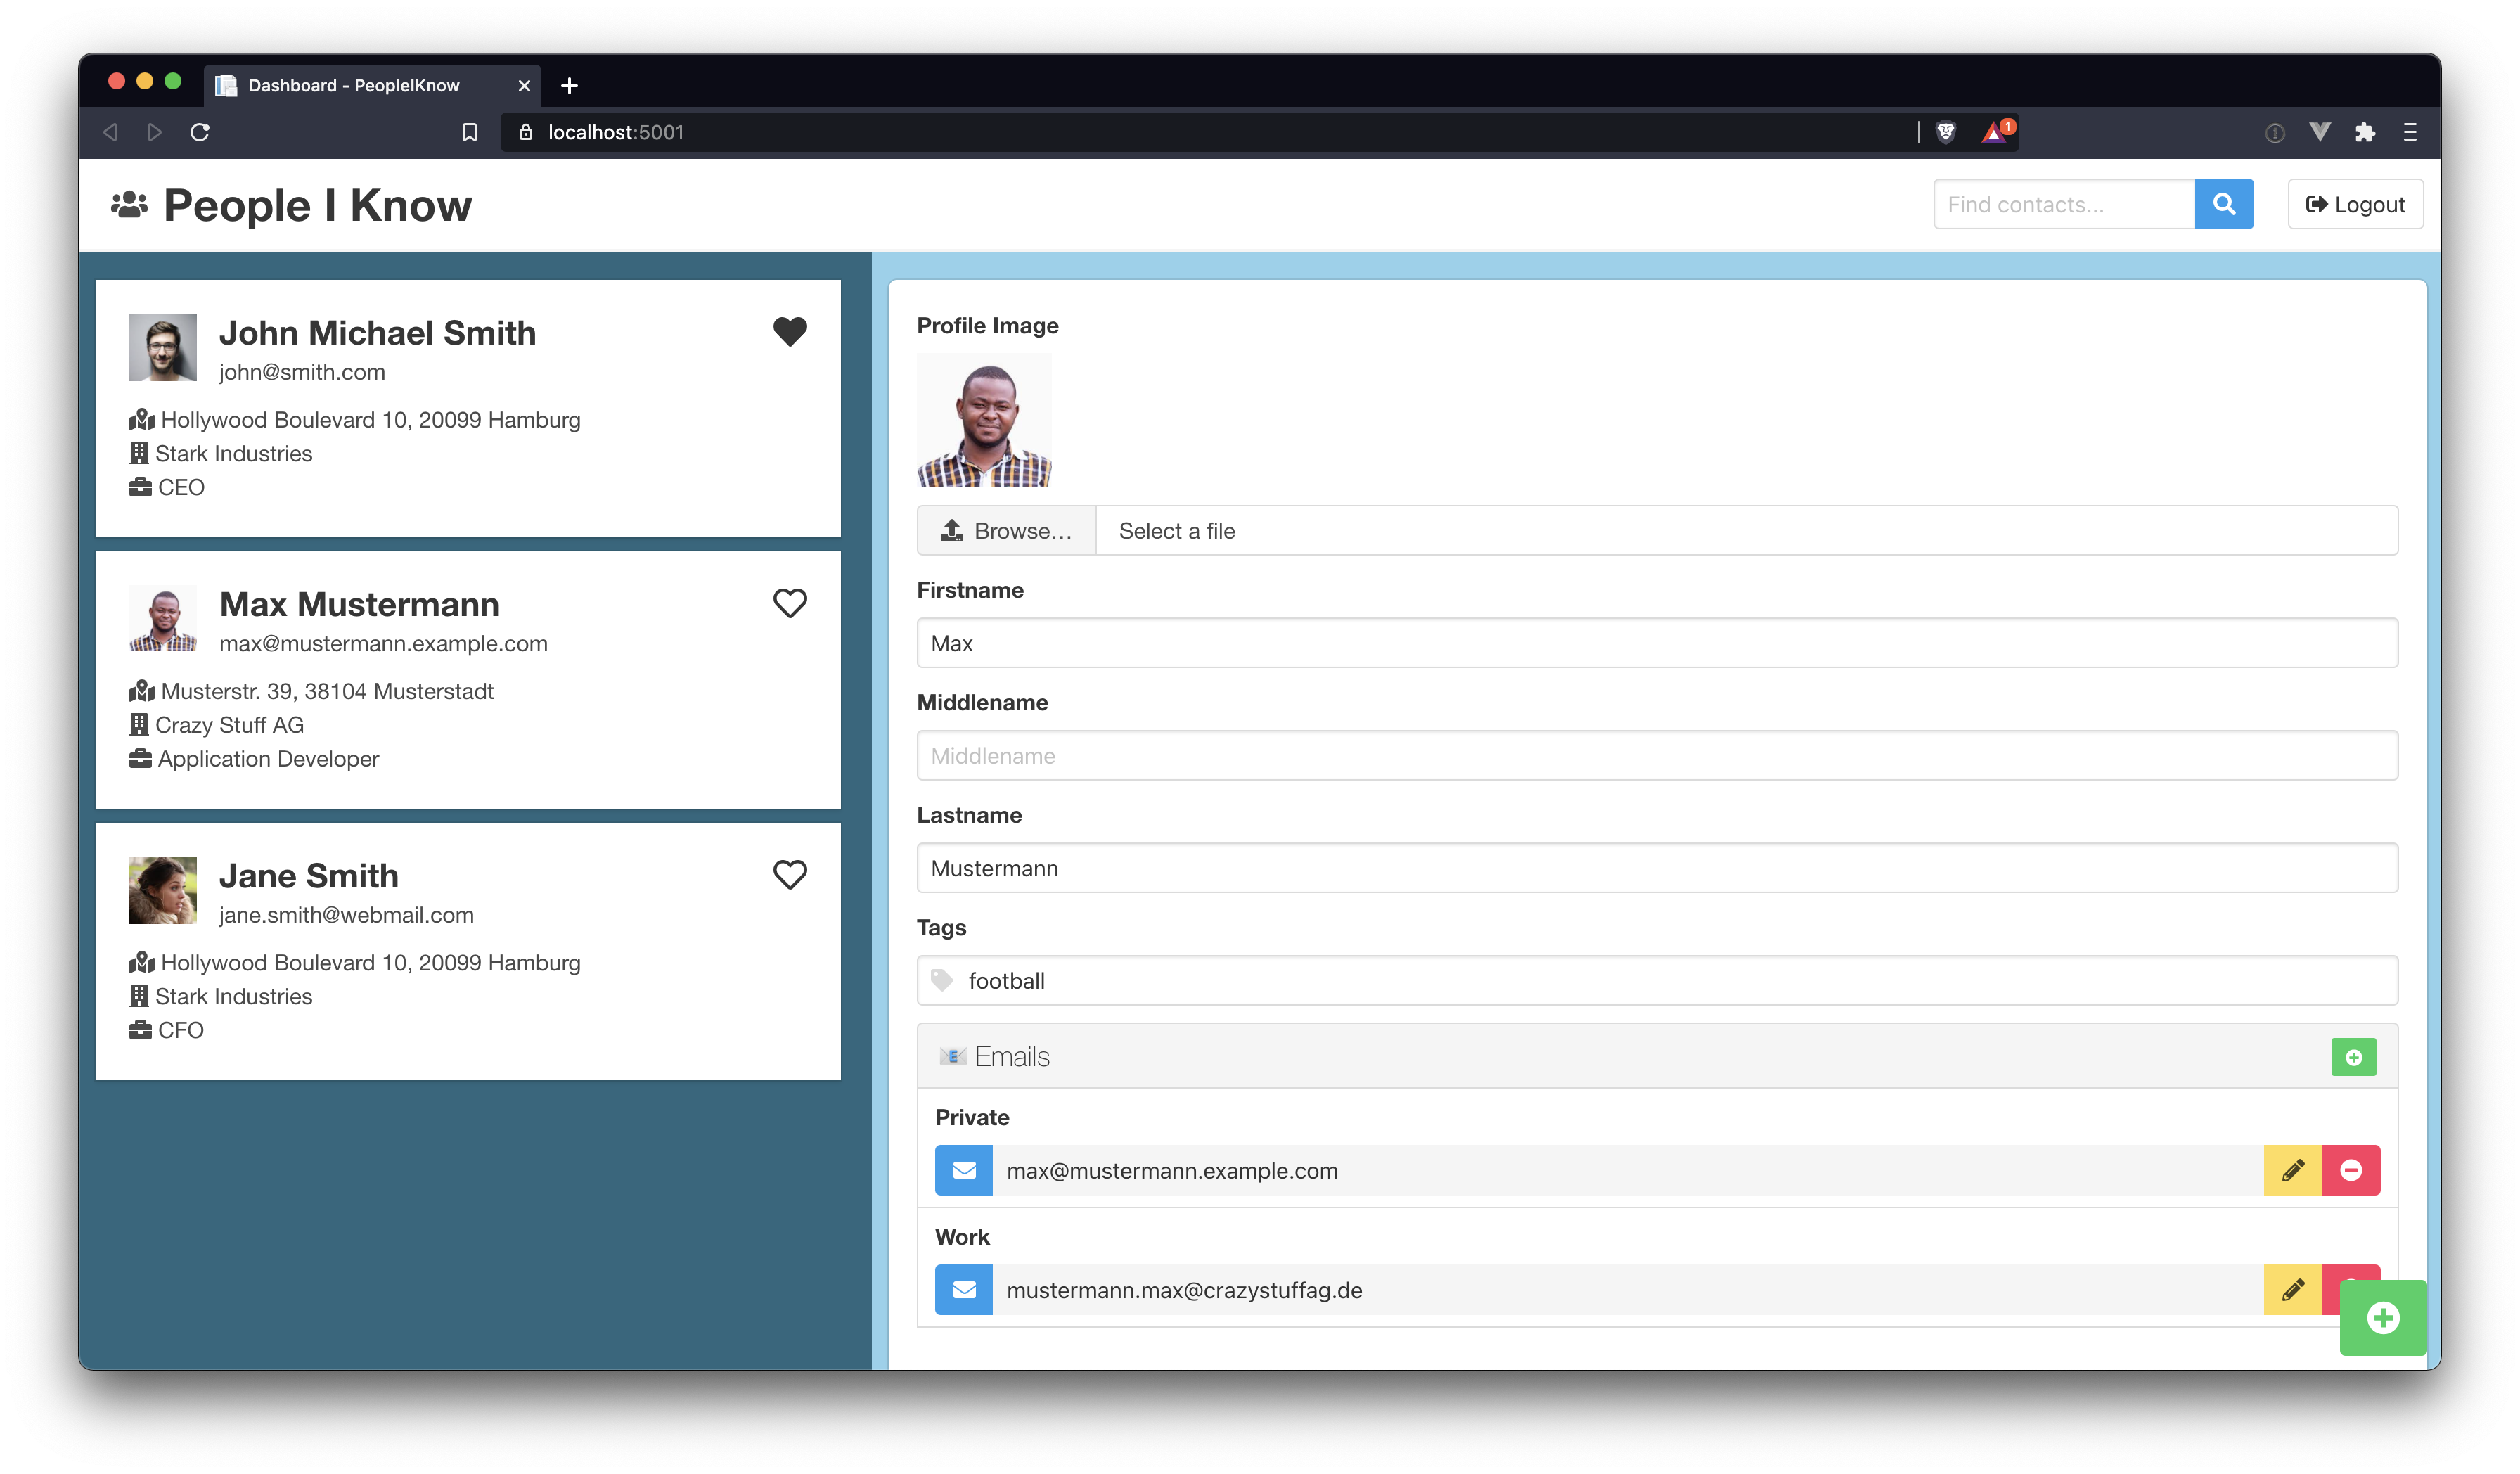 Dashboard - PeopleIKnow
localhost:5001
1
People I Know
Find contacts...
Logout
John Michael Smith
john@smith.com
Hollywood Boulevard 10, 20099 Hamburg
Stark Industries
CEO
Max Mustermann
max@mustermann.example.com
Musterstr. 39, 38104 Musterstadt
Crazy Stuff AG
Application Developer
Jane Smith
jane.smith@webmail.com
Hollywood Boulevard 10, 20099 Hamburg
Stark Industries
CFO
Profile Image
Browse... Select a file
Firstname
Max
Middlename
Middlename
Lastname
Mustermann
Tags
football
Emails
Private
max@mustermann.example.com
Work
mustermann.max@crazystuffag.de